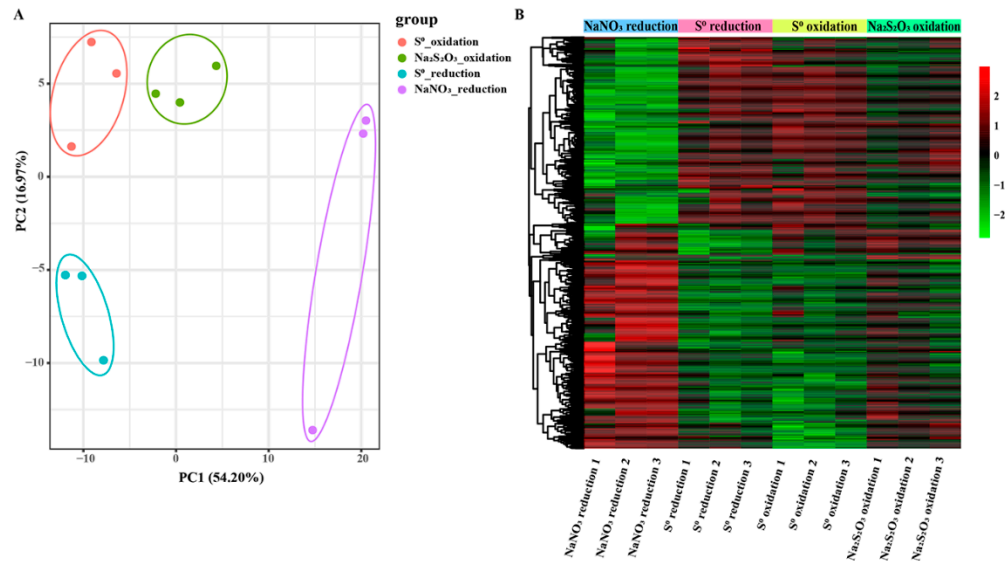 A
group
S⁰_oxidation
Na₂S₂O₃_oxidation
S⁰_reduction
NaNO₃_reduction
PC2 (16.97%)
5
0
−5
−10
−10
0
10
20
PC1 (54.20%)
B
NaNO₃ reduction
S⁰ reduction
S⁰ oxidation
Na₂S₂O₃ oxidation
2
1
0
−1
−2
NaNO₃ reduction 1
NaNO₃ reduction 2
NaNO₃ reduction 3
S⁰ reduction 1
S⁰ reduction 2
S⁰ reduction 3
S⁰ oxidation 1
S⁰ oxidation 2
S⁰ oxidation 3
Na₂S₂O₃ oxidation 1
Na₂S₂O₃ oxidation 2
Na₂S₂O₃ oxidation 3